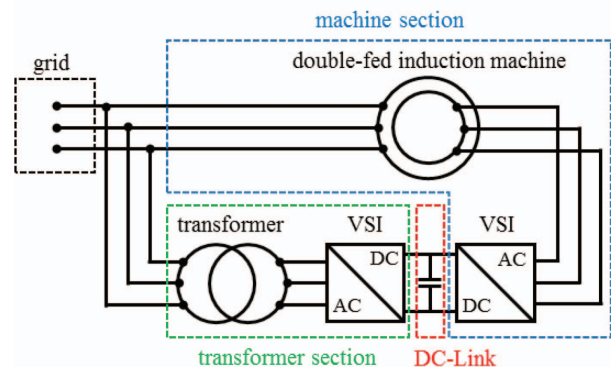 machine section
grid
double-fed induction machine
transformer
VSI
VSI
DC
AC
AC
DC
transformer section
DC-Link